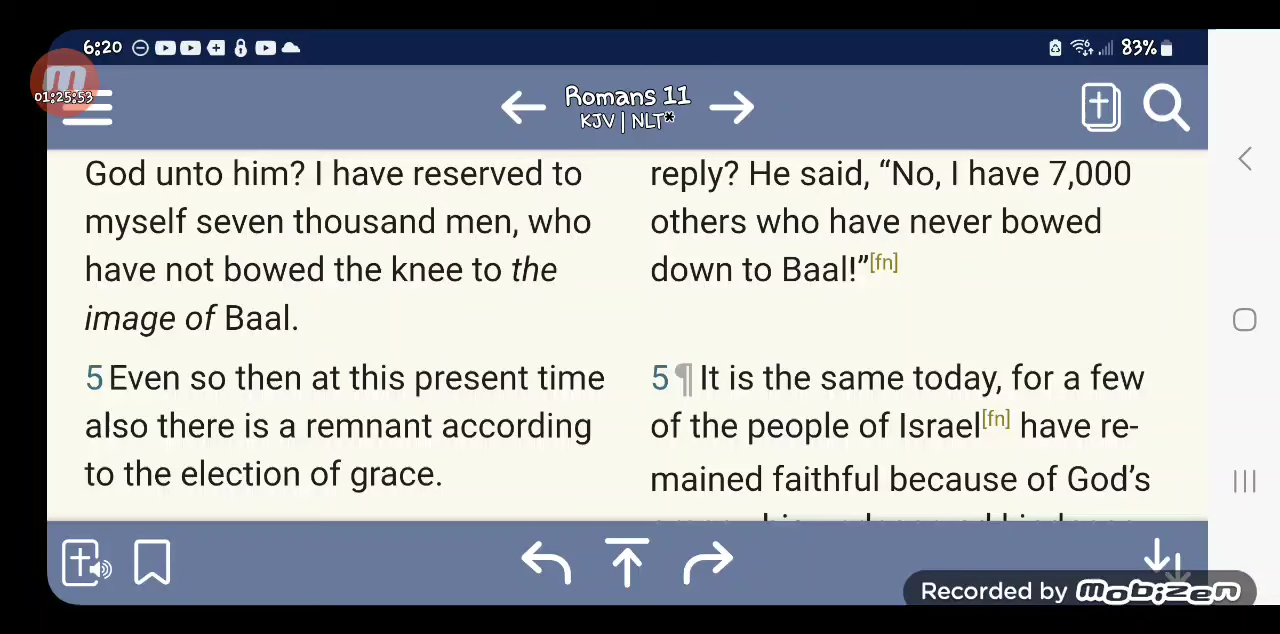 6:20
83%
01:25:53
Romans 11
KJV | NLT*
God unto him? I have reserved to
myself seven thousand men, who
have not bowed the knee to the
image of Baal.
5 Even so then at this present time
also there is a remnant according
to the election of grace.
reply? He said, “No, I have 7,000
others who have never bowed
down to Baal!”[fn]
5 ¶ It is the same today, for a few
of the people of Israel[fn] have re-
mained faithful because of God’s
Recorded by Mobizen